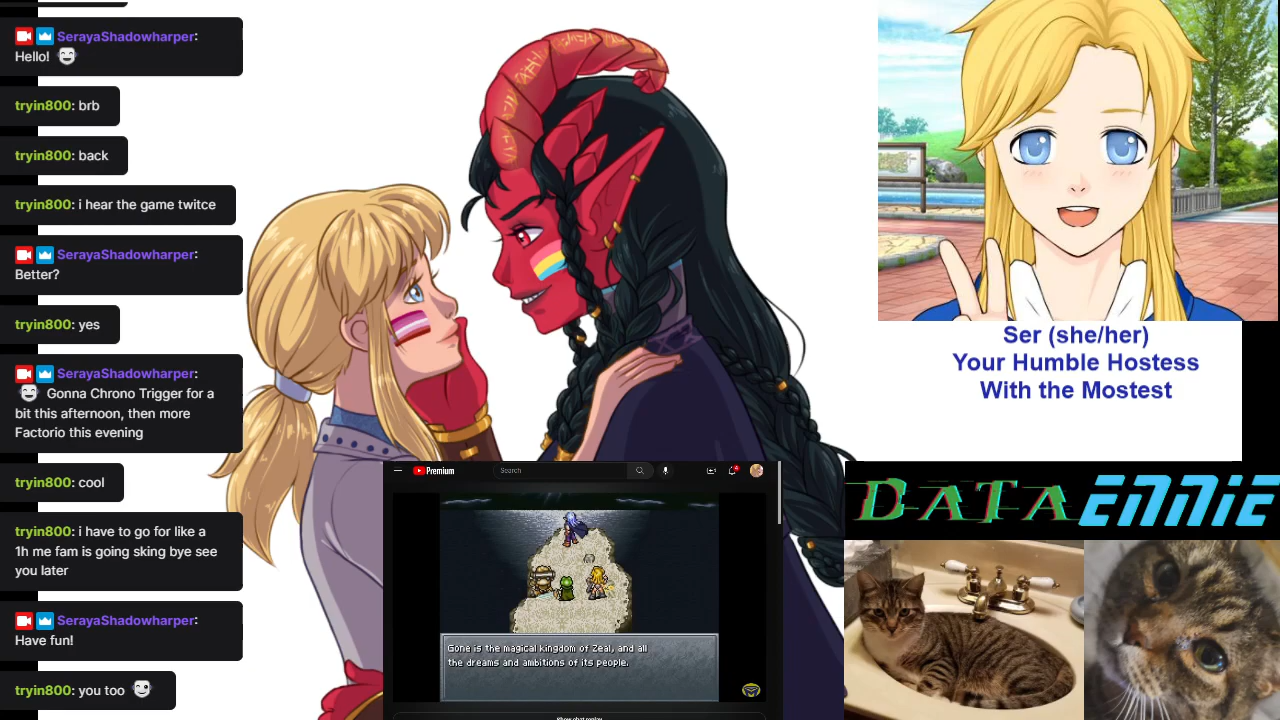 SerayaShadowharper:
Hello!
tryin800: brb
tryin800: back
tryin800: i hear the game twitce
SerayaShadowharper:
Better?
tryin800: yes
SerayaShadowharper:
Gonna Chrono Trigger for a
bit this afternoon, then more
Factorio this evening
tryin800: cool
tryin800: i have to go for like a
1h me fam is going sking bye see
you later
SerayaShadowharper:
Have fun!
tryin800: you too
Ser (she/her)
Your Humble Hostess
With the Mostest
Premium
Search
Gone is the magical kingdom of Zeal, and all
the dreams and ambitions of its people.
Show chat replay
DATA ENNIE